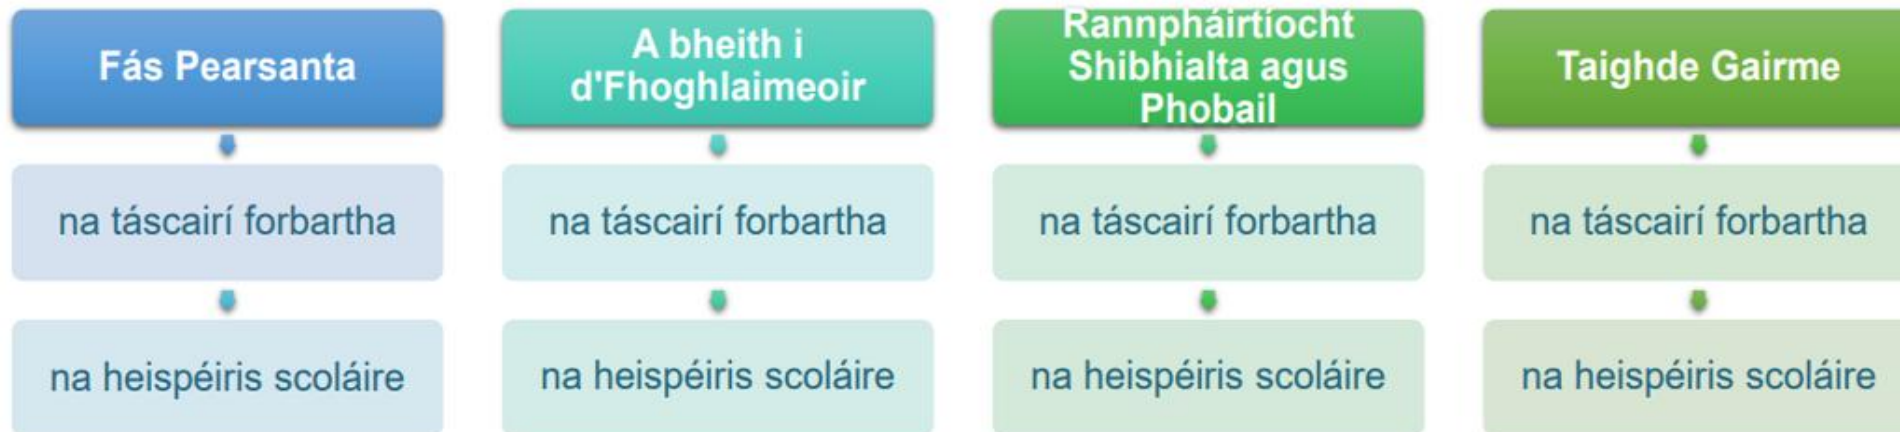 Fás Pearsanta
A bheith i
d'Fhoghlaimeoir
Rannpháirtíocht
Shibhialta agus
Phobail
Taighde Gairme
na táscairí forbartha
na táscairí forbartha
na táscairí forbartha
na táscairí forbartha
na heispéiris scoláire
na heispéiris scoláire
na heispéiris scoláire
na heispéiris scoláire